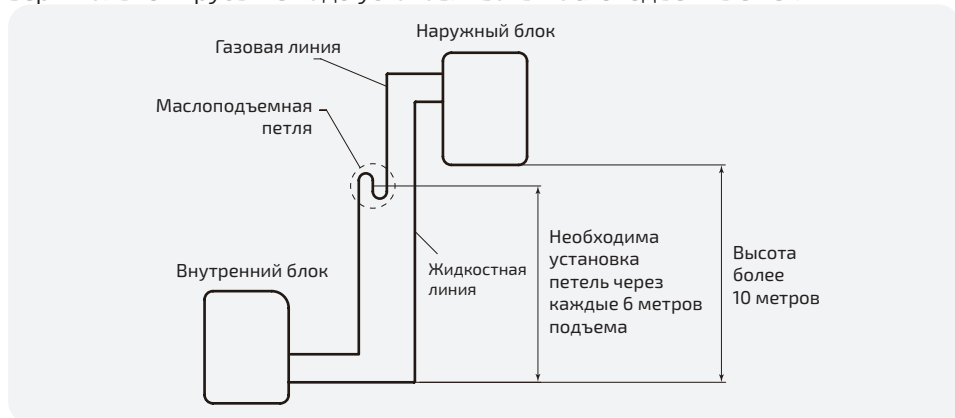 Наружный блок
Газовая линия
Маслоподъемная
петля
Внутренний блок
Жидкостная
линия
Необходима
установка
петель через
каждые 6 метров
подъема
Высота
более
10 метров